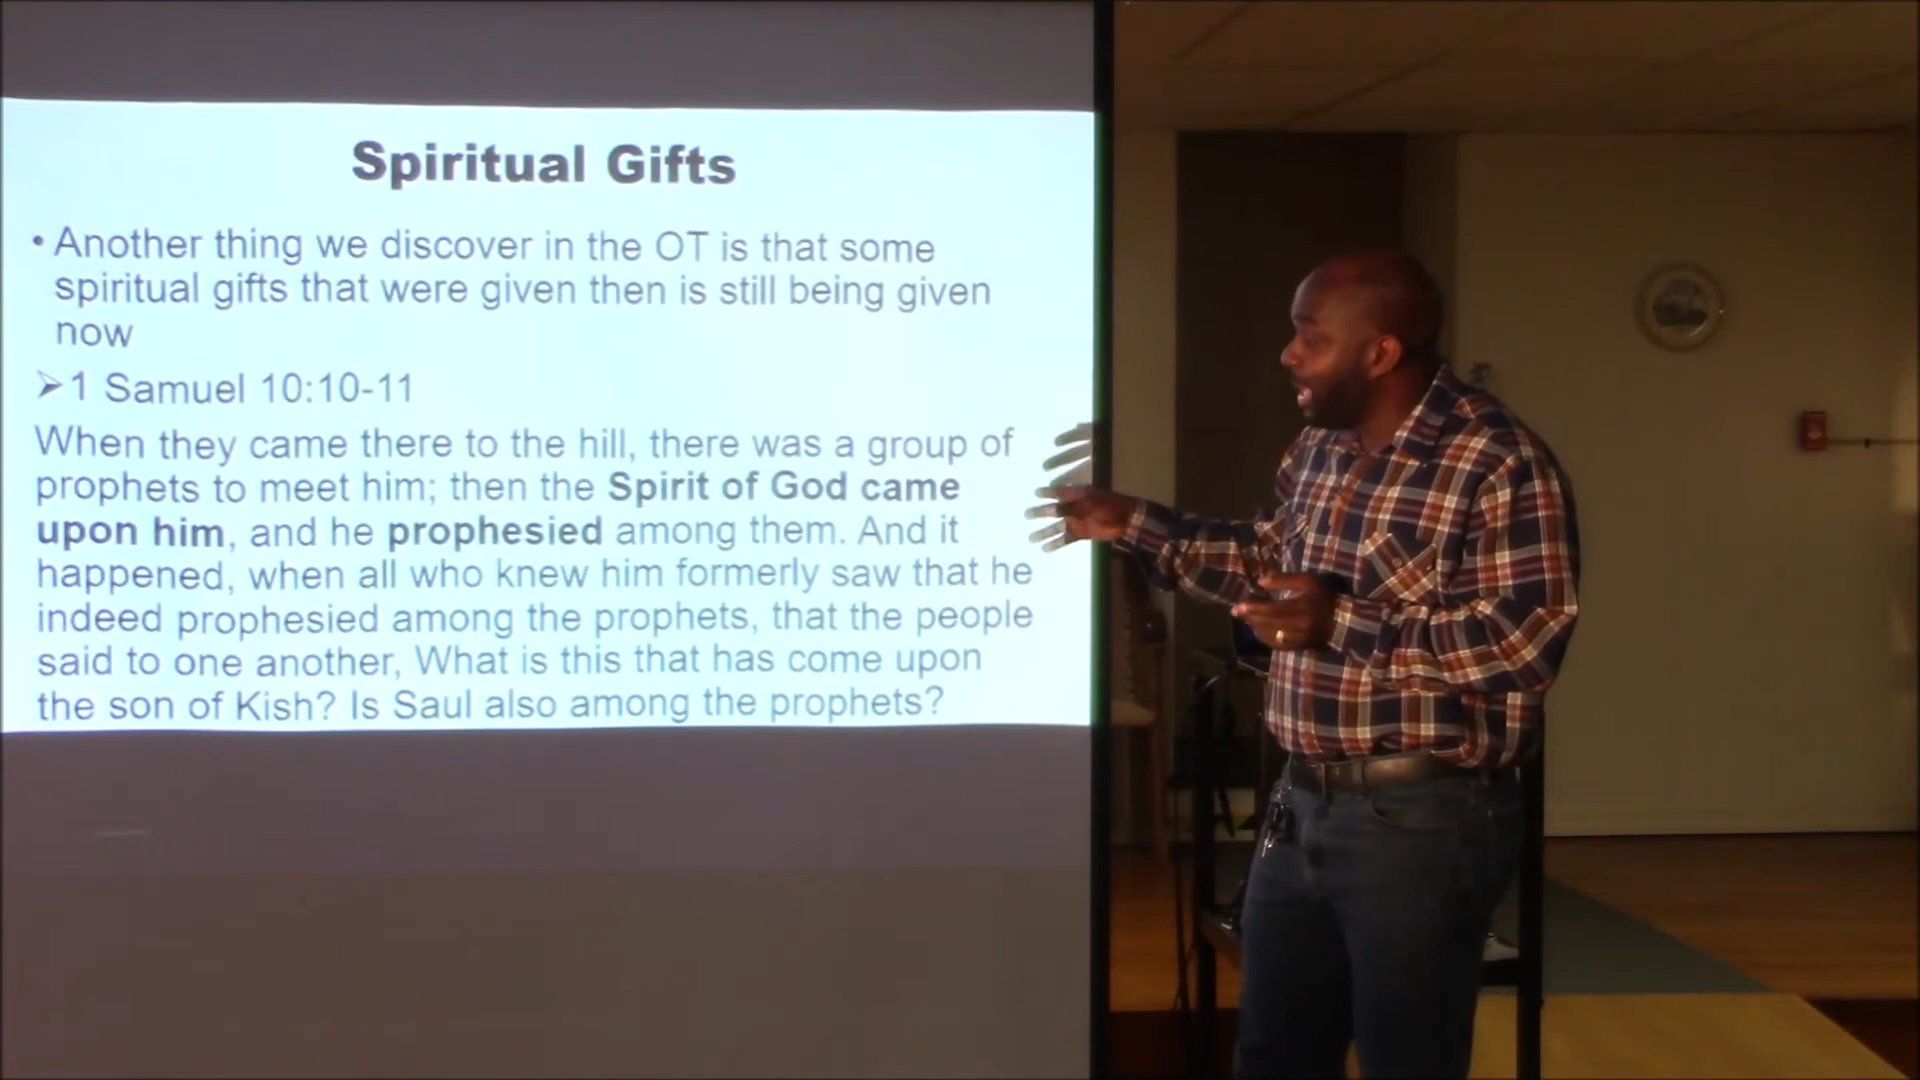 Spiritual Gifts
• Another thing we discover in the OT is that some
spiritual gifts that were given then is still being given
now
➢1 Samuel 10:10-11
When they came there to the hill, there was a group of
prophets to meet him; then the Spirit of God came
upon him, and he prophesied among them. And it
happened, when all who knew him formerly saw that he
indeed prophesied among the prophets, that the people
said to one another, What is this that has come upon
the son of Kish? Is Saul also among the prophets?